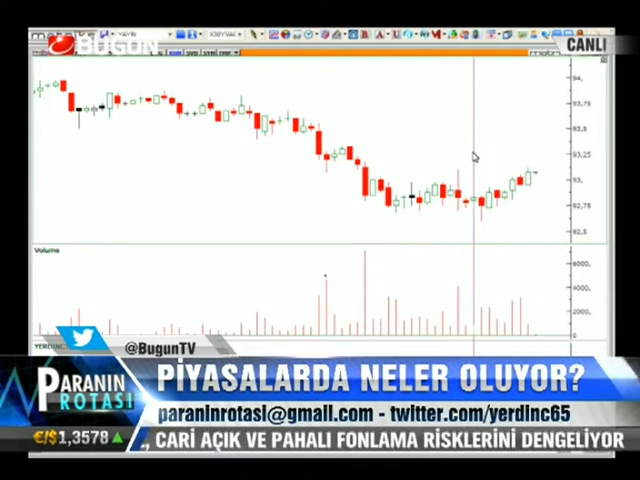 BUGÜN
CANLI
94,
93,75
93,5
93,25
93,
92,75
92,5
Volume
6000,
4000,
2000,
0
@BugunTV
PARANIN
ROTASI
PİYASALARDA NELER OLUYOR?
paraninrotasI@gmail.com - twitter.com/yerdinc65
€/$ 1,3578 , CARİ AÇIK VE PAHALI FONLAMA RİSKLERİNİ DENGELİYOR